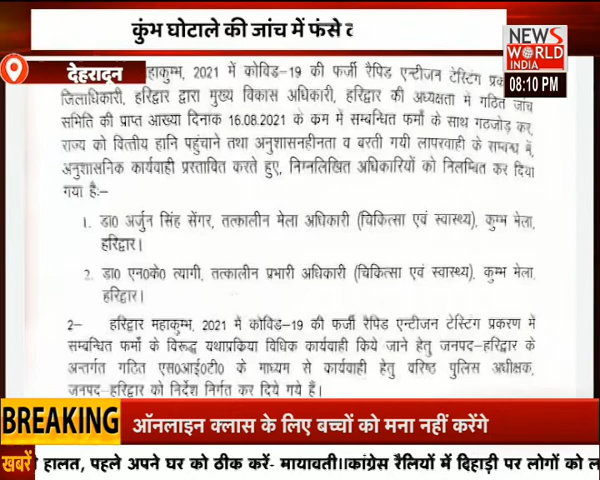 कुंभ घोटाले की जांच में फंसे
NEWS
WORLD
INDIA
08:10 PM
देहरादून
महाकुम्भ, 2021 में कोविड–19 की फर्जी रैपिड एन्टीजन टेस्टिंग
जिलाधिकारी, हरिद्वार द्वारा मुख्य विकास अधिकारी, हरिद्वार की अध्यक्षता में गठित जांच
समिति की प्राप्त आख्या दिनांक 16.08.2021 के कम में सम्बन्धित फर्मों के साथ गठजोड़ कर
राज्य को वित्तीय हानि पहुंचाने तथा अनुशासनहीनता व बरती गयी लापरवाही के सम्बन्ध में
अनुशासनिक कार्यवाही प्रस्तावित करते हुए, निम्नलिखित अधिकारियों को निलम्बित कर दिया
गया है:–
1. डा0 अर्जुन सिंह सेंगर, तत्कालीन मेला अधिकारी (चिकित्सा एवं स्वास्थ्य), कुम्भ मेला,
हरिद्वार।
2. डा0 एन0के0 त्यागी, तत्कालीन प्रभारी अधिकारी (चिकित्सा एवं स्वास्थ्य), कुम्भ मेला,
हरिद्वार।
2– हरिद्वार महाकुम्भ, 2021 में कोविड–19 की फर्जी रैपिड एन्टीजन टेस्टिंग प्रकरण में
सम्बन्धित फर्मों के विरूद्ध यथाप्रक्रिया विधिक कार्यवाही किये जाने हेतु जनपद–हरिद्वार के
अन्तर्गत गठित एस0आई0टी0 के माध्यम से कार्यवाही हेतु वरिष्ठ पुलिस अधीक्षक,
जनपद–हरिद्वार को निर्देश निर्गत कर दिये गये हैं।
BREAKING
ऑनलाइन क्लास के लिए बच्चों को मना नहीं करेंगे
खबरें
हालत, पहले अपने घर को ठीक करें- मायावती।।कांग्रेस रैलियों में दिहाड़ी पर लोगों को